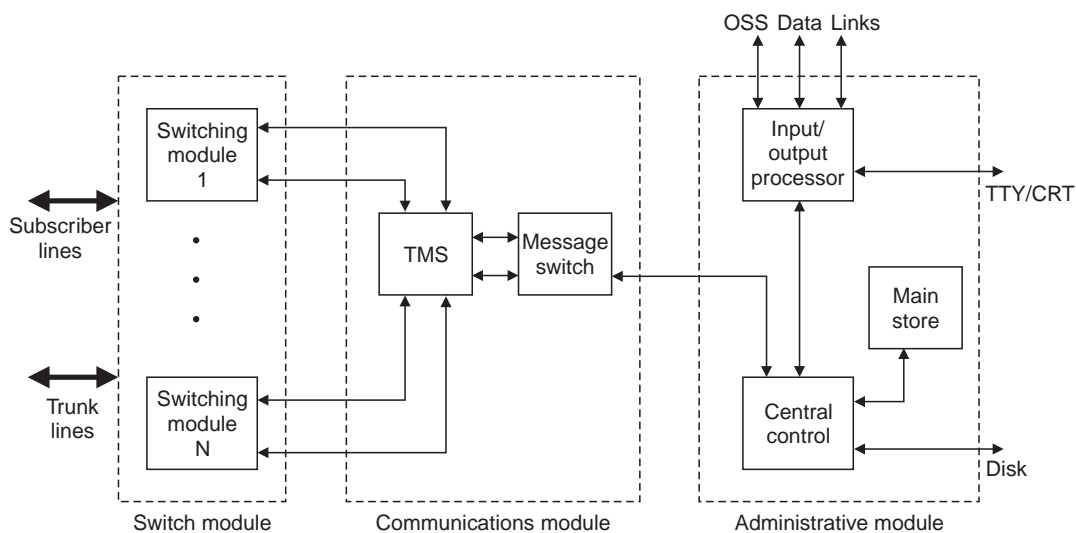 OSS Data Links
Switching
module
1
Input/
output
processor
TTY/CRT
Subscriber
lines
TMS
Message
switch
Main
store
Trunk
lines
Switching
module
N
Central
control
Disk
Switch module
Communications module
Administrative module